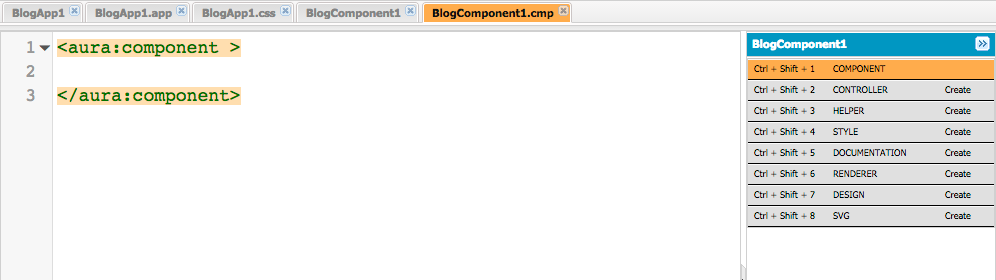 BlogApp1 BlogApp1.app BlogApp1.css BlogComponent1 BlogComponent1.cmp
1 <aura:component >
2
3 </aura:component>
BlogComponent1
Ctrl + Shift + 1 COMPONENT
Ctrl + Shift + 2 CONTROLLER Create
Ctrl + Shift + 3 HELPER Create
Ctrl + Shift + 4 STYLE Create
Ctrl + Shift + 5 DOCUMENTATION Create
Ctrl + Shift + 6 RENDERER Create
Ctrl + Shift + 7 DESIGN Create
Ctrl + Shift + 8 SVG Create